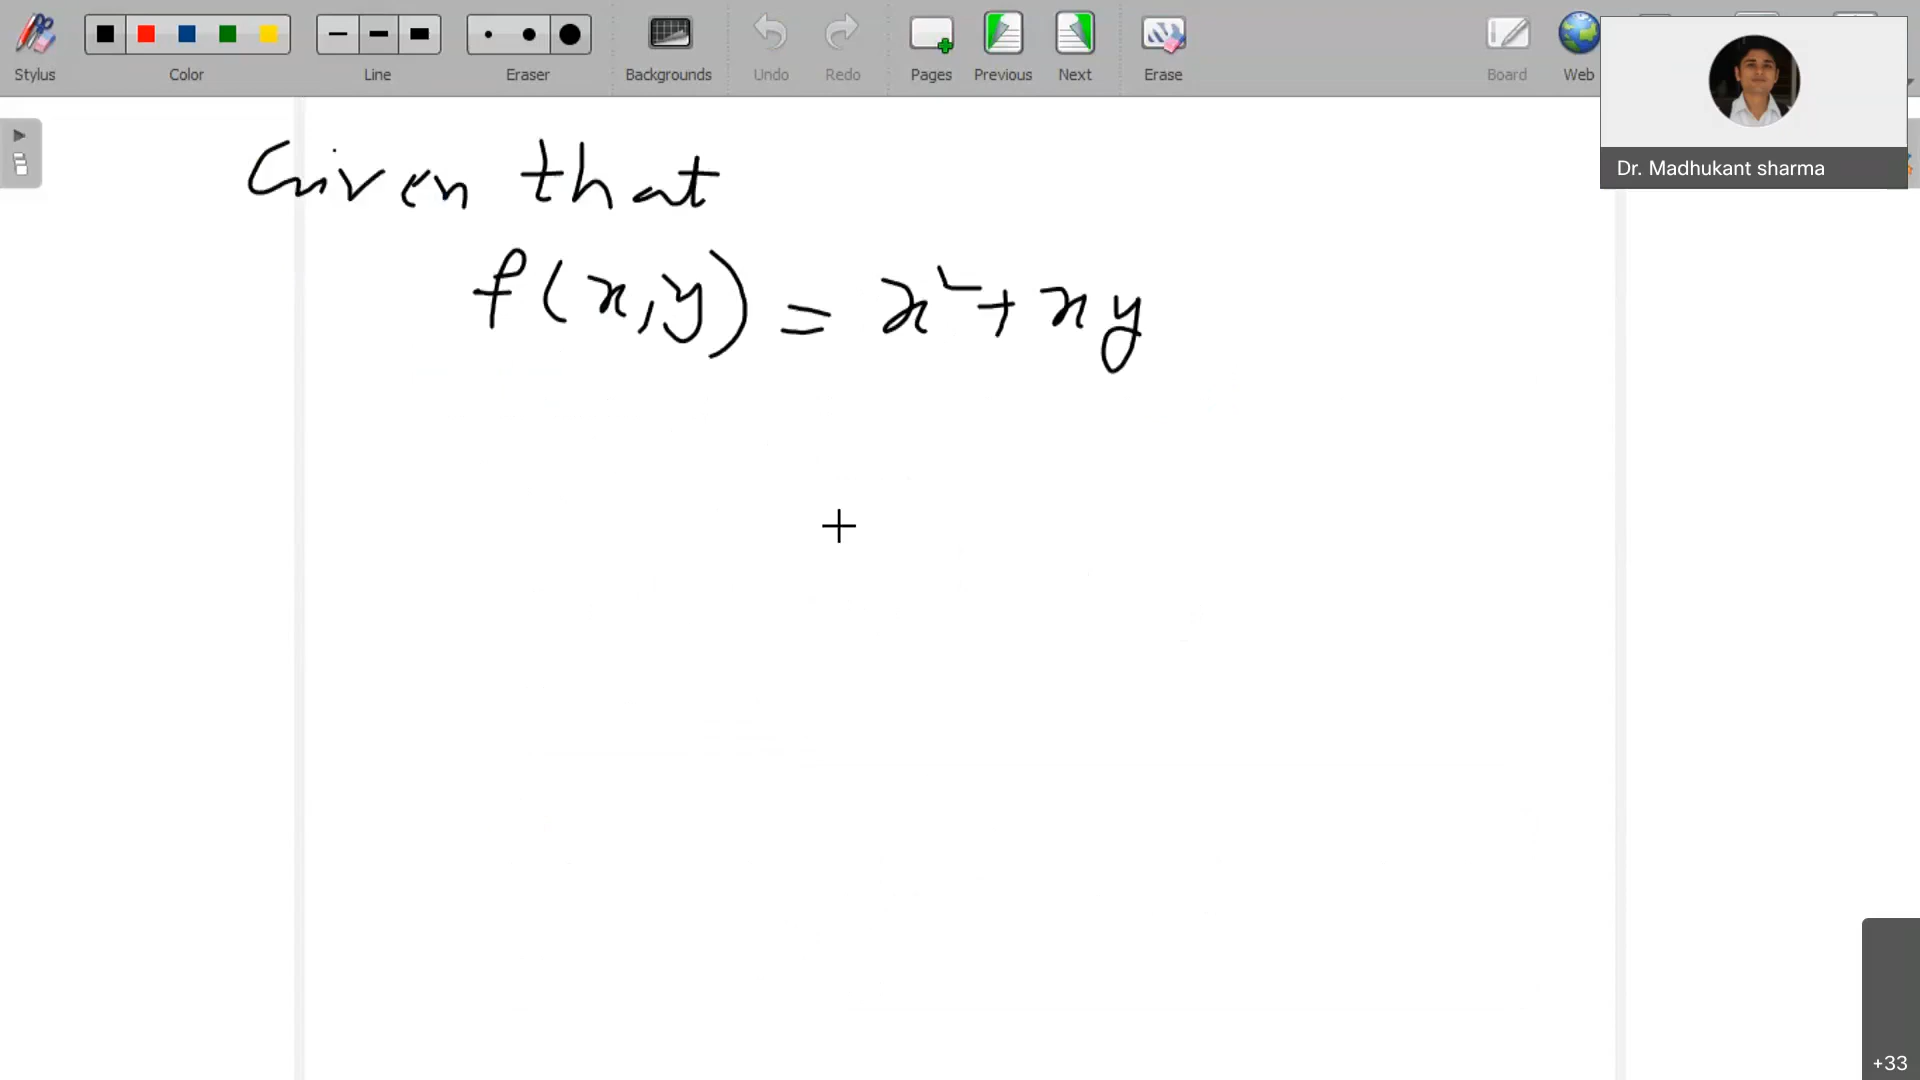 Stylus Color Line Eraser Backgrounds Undo Redo Pages Previous Next Erase Board Web
Dr. Madhukant sharma
Given that
f(x,y) = x² + xy
+33